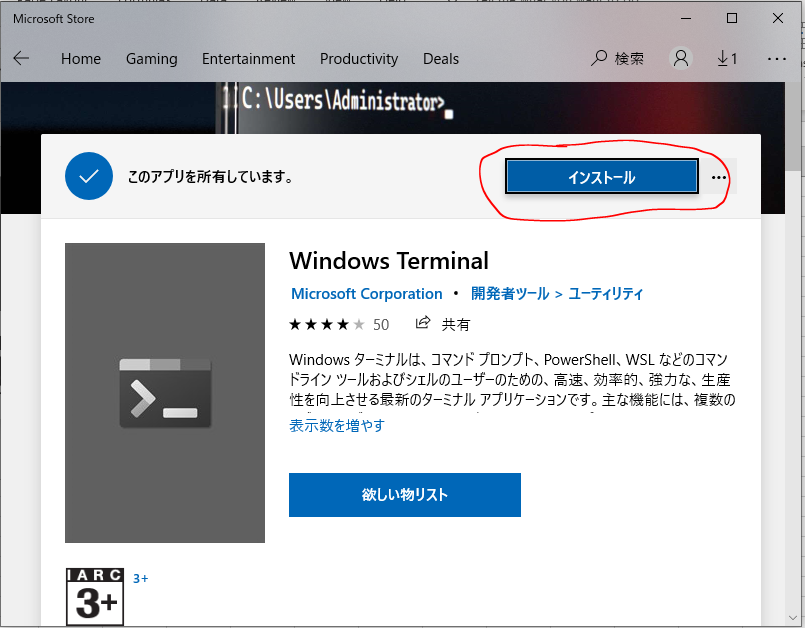 Microsoft Store
Home Gaming Entertainment Productivity Deals 検索 1
C:\Users\Administrator>
このアプリを所有しています。
インストール
Windows Terminal
Microsoft Corporation • 開発者ツール > ユーティリティ
50 共有
Windows ターミナルは、コマンド プロンプト、PowerShell、WSL などのコマン
ドライン ツールおよびシェルのユーザーのための、高速、効率的、強力な、生産
性を向上させる最新のターミナル アプリケーションです。主な機能には、複数の
表示数を増やす
欲しい物リスト
IARC
3+
3+